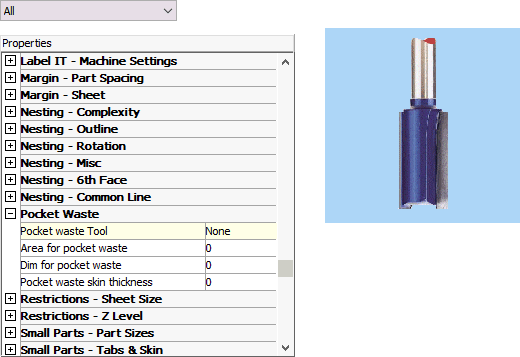 All
Properties
Label IT - Machine Settings
Margin - Part Spacing
Margin - Sheet
Nesting - Complexity
Nesting - Outline
Nesting - Rotation
Nesting - Misc
Nesting - 6th Face
Nesting - Common Line
Pocket Waste
Pocket waste Tool None
Area for pocket waste 0
Dim for pocket waste 0
Pocket waste skin thickness 0
Restrictions - Sheet Size
Restrictions - Z Level
Small Parts - Part Sizes
Small Parts - Tabs & Skin